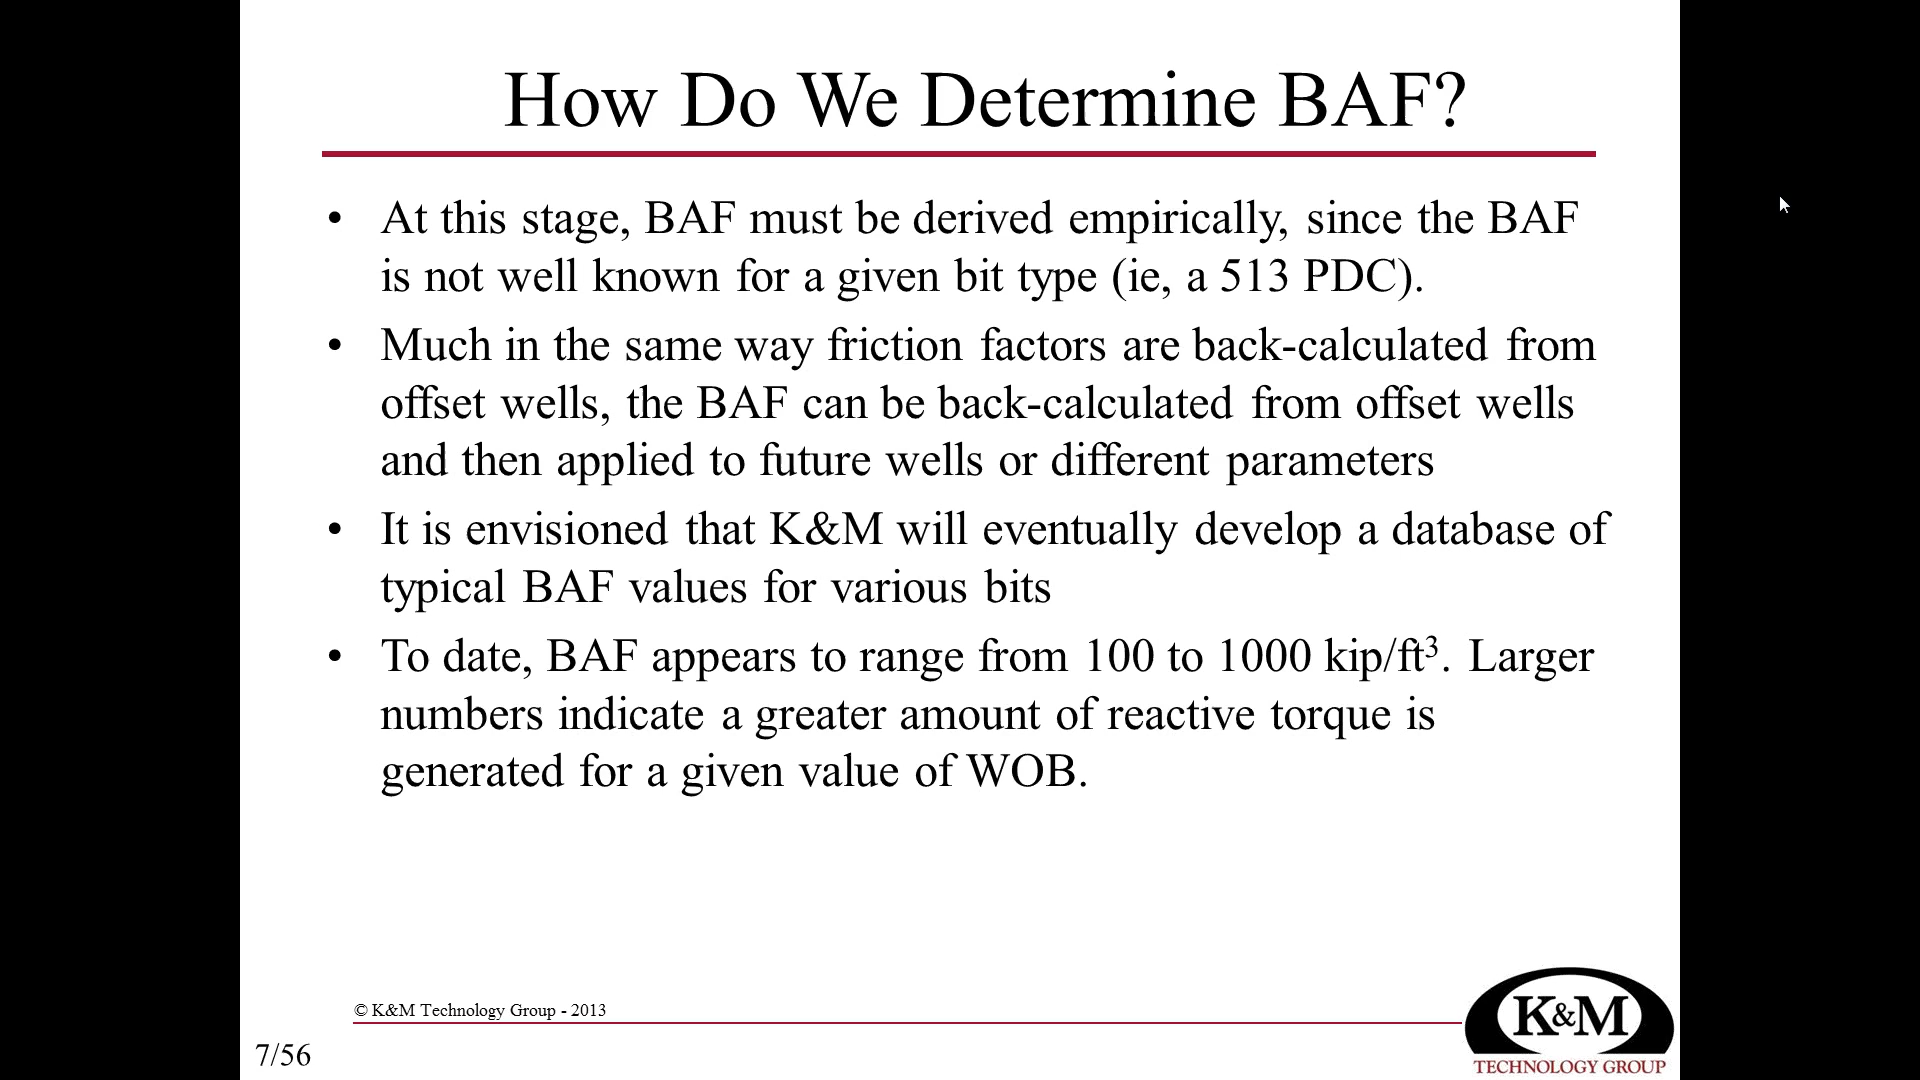 How Do We Determine BAF?
• At this stage, BAF must be derived empirically, since the BAF
is not well known for a given bit type (ie, a 513 PDC).
• Much in the same way friction factors are back-calculated from
offset wells, the BAF can be back-calculated from offset wells
and then applied to future wells or different parameters
• It is envisioned that K&M will eventually develop a database of
typical BAF values for various bits
• To date, BAF appears to range from 100 to 1000 kip/ft³. Larger
numbers indicate a greater amount of reactive torque is
generated for a given value of WOB.
© K&M Technology Group - 2013
7/56
K&M
TECHNOLOGY GROUP